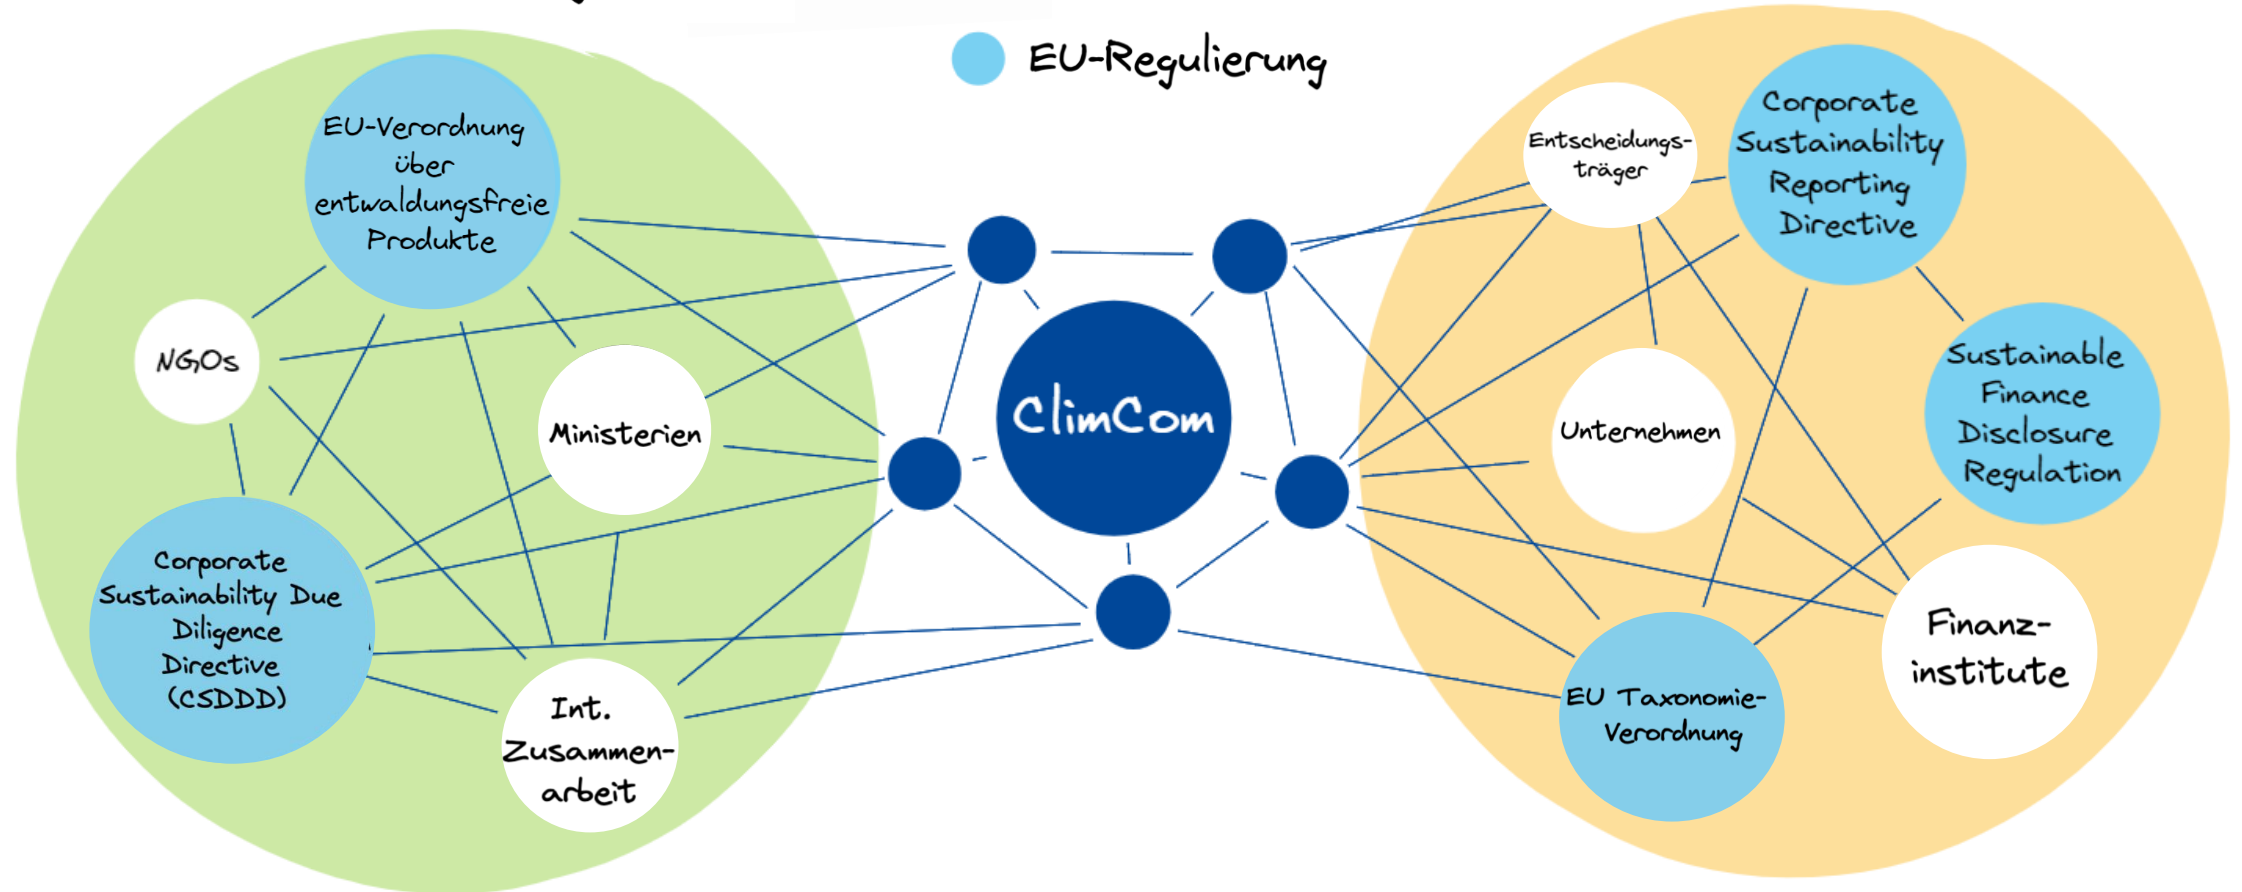 EU-Regulierung
EU-Verordnung
über
entwaldungsfreie
Produkte
NGOs
Ministerien
Corporate
Sustainability Due
Diligence
Directive
(CSDDD)
Int.
Zusammen-
arbeit
ClimCom
Entscheidungs-
träger
Corporate
Sustainability
Reporting
Directive
Unternehmen
Sustainable
Finance
Disclosure
Regulation
Finanz-
institute
EU Taxonomie-
Verordnung